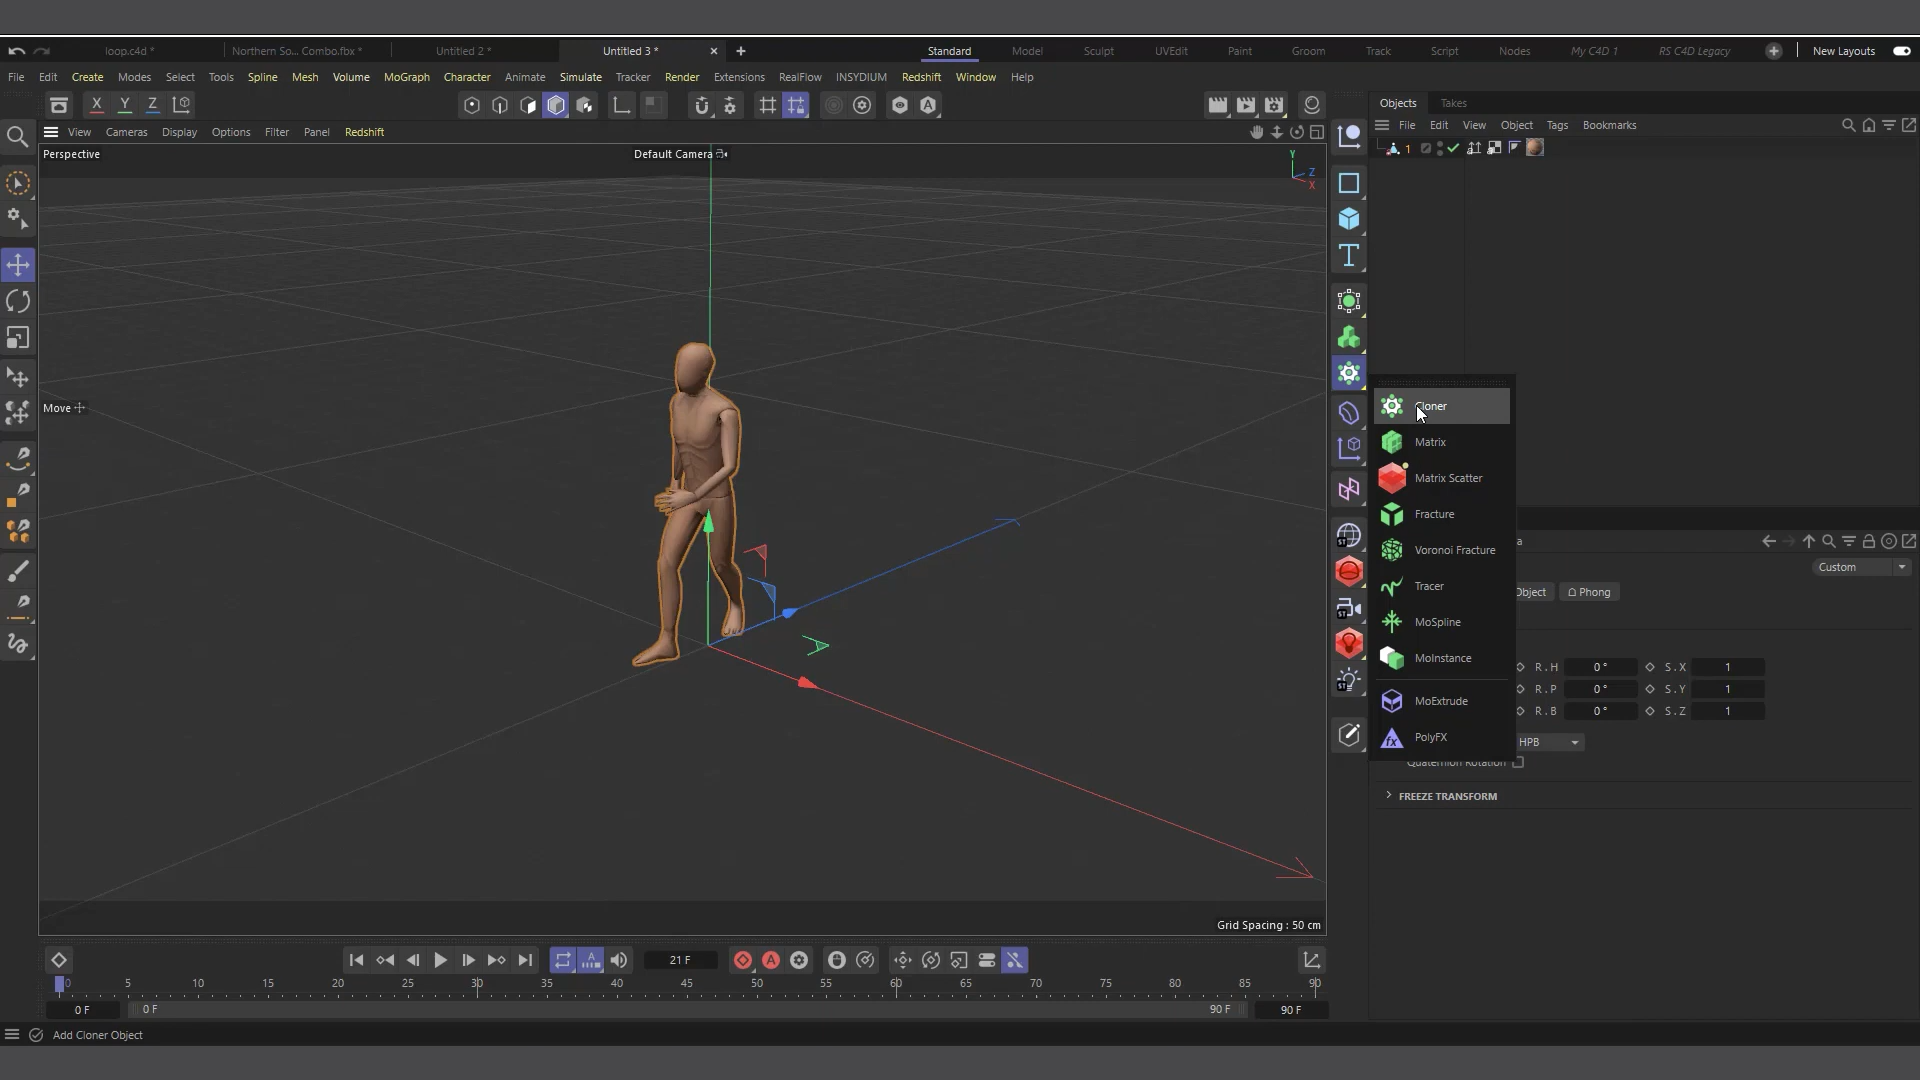 loop.c4d *
Northern So... Combo.fbx *
Untitled 2 *
Untitled 3 *
Standard
Model
Sculpt
UVEdit
Paint
Groom
Track
Script
Nodes
My C4D 1
RS C4D Legacy
New Layouts
File Edit Create Modes Select Tools Spline Mesh Volume MoGraph Character Animate Simulate Tracker Render Extensions RealFlow INSYDIUM Redshift Window Help
X Y Z
Objects Takes
View Cameras Display Options Filter Panel Redshift
File Edit View Object Tags Bookmarks
Perspective
Default Camera
Y
Z
X
1
Move
Cloner
Matrix
Matrix Scatter
Fracture
Voronoi Fracture
Tracer
MoSpline
MoInstance
MoExtrude
PolyFX
ST
ST
ST
a
Custom
Object
Phong
R . H 0 ° S . X 1
R . P 0 ° S . Y 1
R . B 0 ° S . Z 1
HPB
Quaternion Rotation
FREEZE TRANSFORM
Grid Spacing : 50 cm
21 F
0 5 10 15 20 25 30 35 40 45 50 55 60 65 70 75 80 85 90
0 F 0 F 90 F 90 F
Add Cloner Object